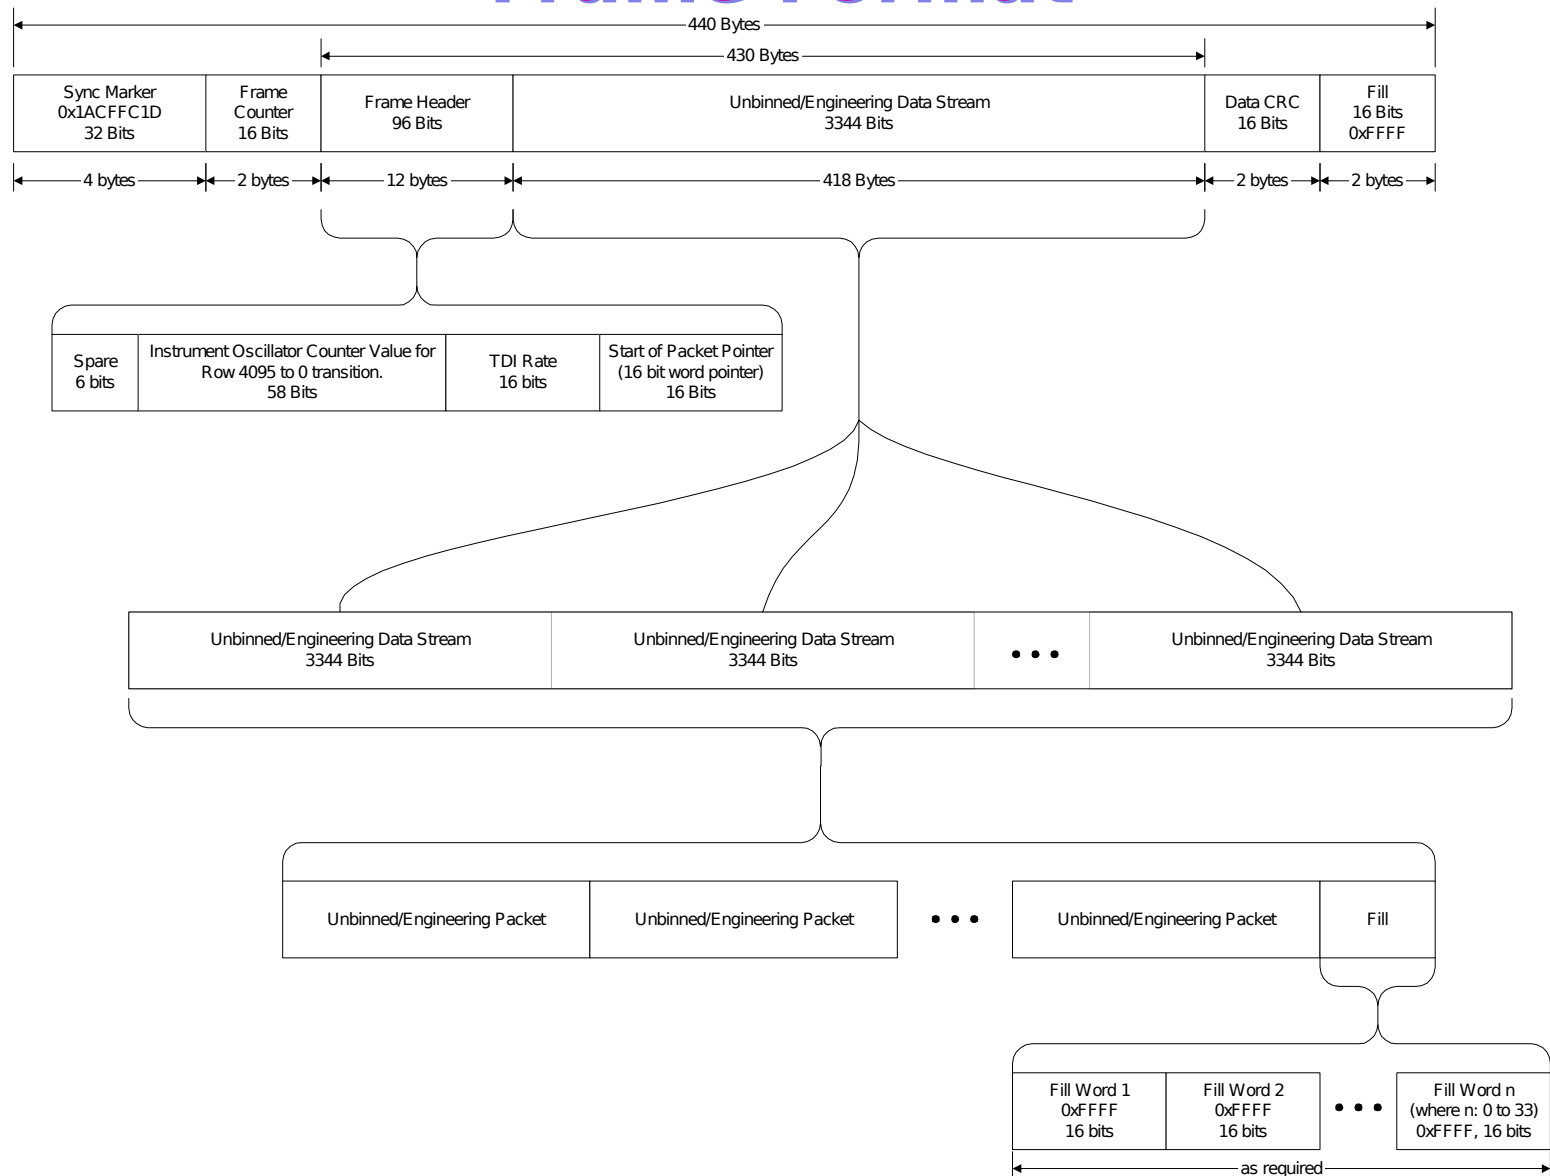 Frame Format
440 Bytes
430 Bytes
Sync Marker
0x1ACFFC1D
32 Bits
Frame
Counter
16 Bits
Frame Header
96 Bits
Unbinned/Engineering Data Stream
3344 Bits
Data CRC
16 Bits
Fill
16 Bits
0xFFFF
4 bytes
2 bytes
12 bytes
418 Bytes
2 bytes
2 bytes
Spare
6 bits
Instrument Oscillator Counter Value for
Row 4095 to 0 transition.
58 Bits
TDI Rate
16 bits
Start of Packet Pointer
(16 bit word pointer)
16 Bits
Unbinned/Engineering Data Stream
3344 Bits
Unbinned/Engineering Data Stream
3344 Bits
Unbinned/Engineering Data Stream
3344 Bits
Unbinned/Engineering Packet
Unbinned/Engineering Packet
Unbinned/Engineering Packet
Fill
Fill Word 1
0xFFFF
16 bits
Fill Word 2
0xFFFF
16 bits
Fill Word n
(where n: 0 to 33)
0xFFFF, 16 bits
as required